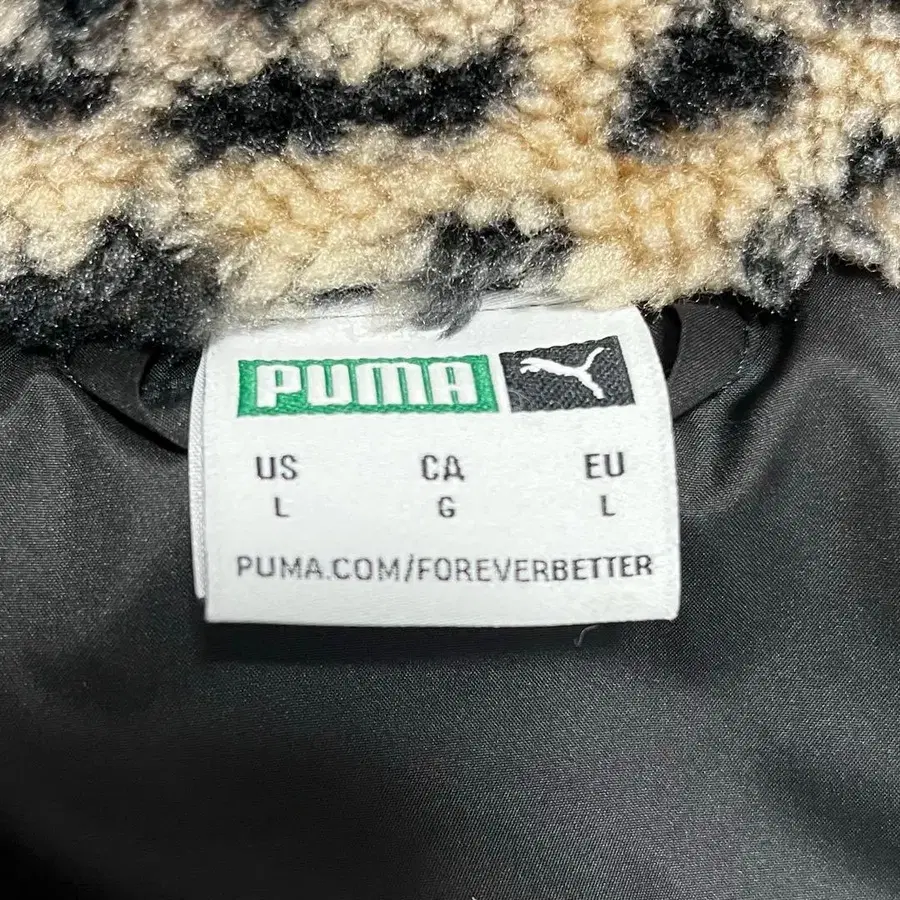 PUMA
US CA EU
L G L
PUMA.COM/FOREVERBETTER